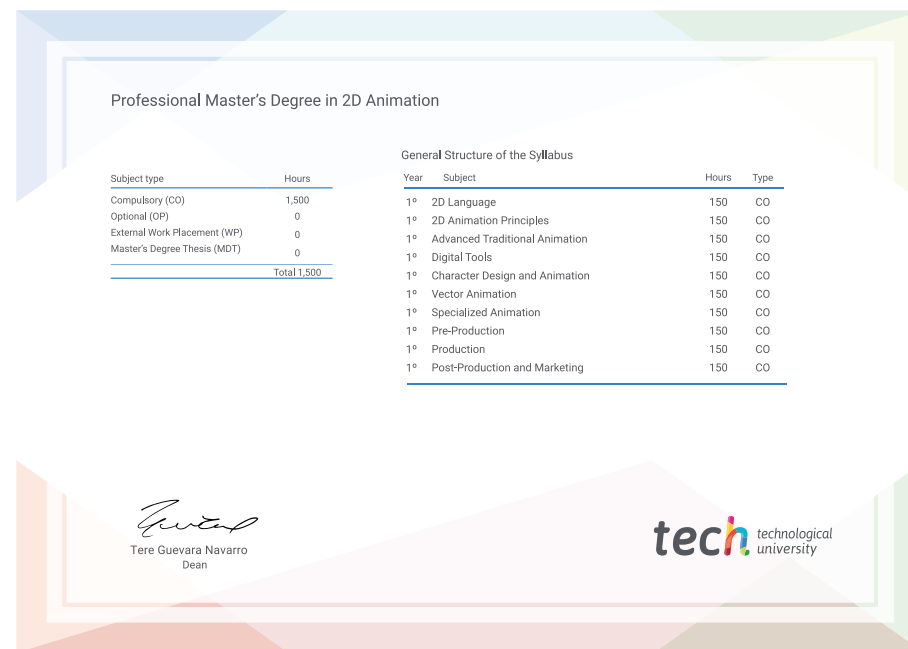 Professional Master's Degree in 2D Animation
Subject type Hours
Compulsory (CO) 1,500
Optional (OP) 0
External Work Placement (WP) 0
Master's Degree Thesis (MDT) 0
Total 1,500
General Structure of the Syllabus
Year Subject Hours Type
1º 2D Language 150 CO
1º 2D Animation Principles 150 CO
1º Advanced Traditional Animation 150 CO
1º Digital Tools 150 CO
1º Character Design and Animation 150 CO
1º Vector Animation 150 CO
1º Specialized Animation 150 CO
1º Pre-Production 150 CO
1º Production 150 CO
1º Post-Production and Marketing 150 CO
Tere Guevara Navarro
Dean
tech technological
university